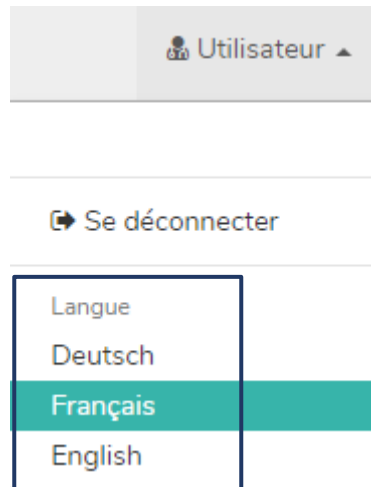 Utilisateur
Se déconnecter
Langue
Deutsch
Français
English